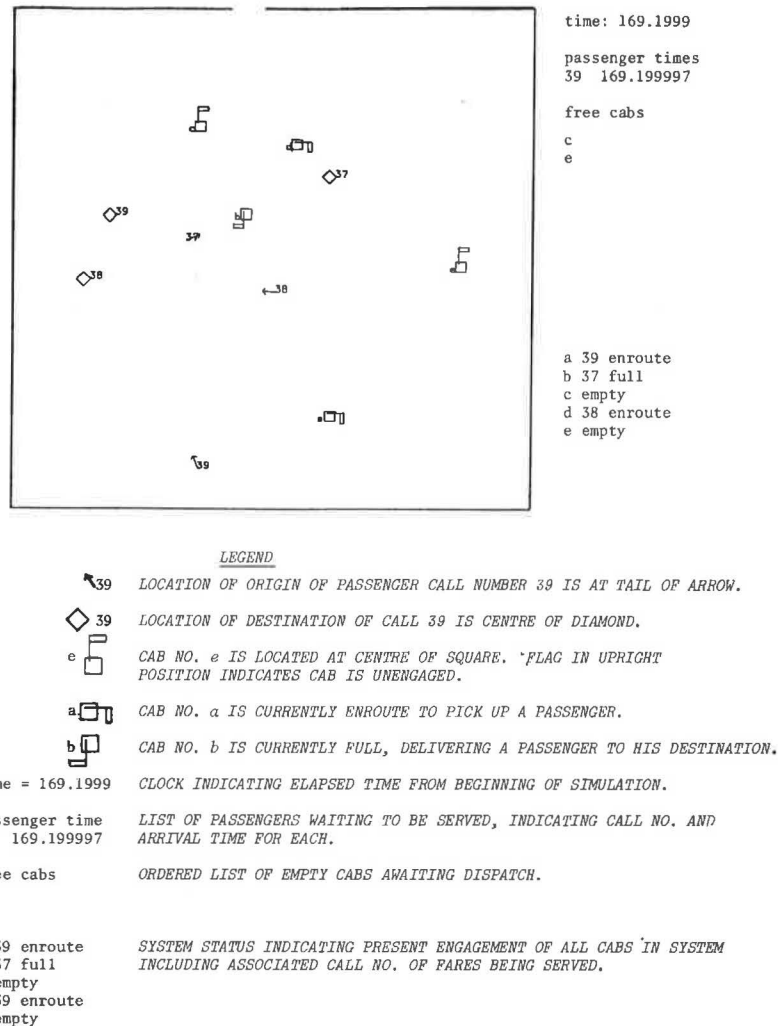 time: 169.1999
passenger times
39 169.199997
free cabs
c
e
37
39
b
37
38
38
39
a 39 enroute
b 37 full
c empty
d 38 enroute
e empty
LEGEND
39 LOCATION OF ORIGIN OF PASSENGER CALL NUMBER 39 IS AT TAIL OF ARROW.
39 LOCATION OF DESTINATION OF CALL 39 IS CENTRE OF DIAMOND.
e CAB NO. e IS LOCATED AT CENTRE OF SQUARE. FLAG IN UPRIGHT
POSITION INDICATES CAB IS UNENGAGED.
a CAB NO. a IS CURRENTLY ENROUTE TO PICK UP A PASSENGER.
b CAB NO. b IS CURRENTLY FULL, DELIVERING A PASSENGER TO HIS DESTINATION.
me = 169.1999 CLOCK INDICATING ELAPSED TIME FROM BEGINNING OF SIMULATION.
ssenger time LIST OF PASSENGERS WAITING TO BE SERVED, INDICATING CALL NO. AND
169.199997 ARRIVAL TIME FOR EACH.
ee cabs ORDERED LIST OF EMPTY CABS AWAITING DISPATCH.
39 enroute SYSTEM STATUS INDICATING PRESENT ENGAGEMENT OF ALL CABS IN SYSTEM
37 full INCLUDING ASSOCIATED CALL NO. OF FARES BEING SERVED.
empty
39 enroute
empty